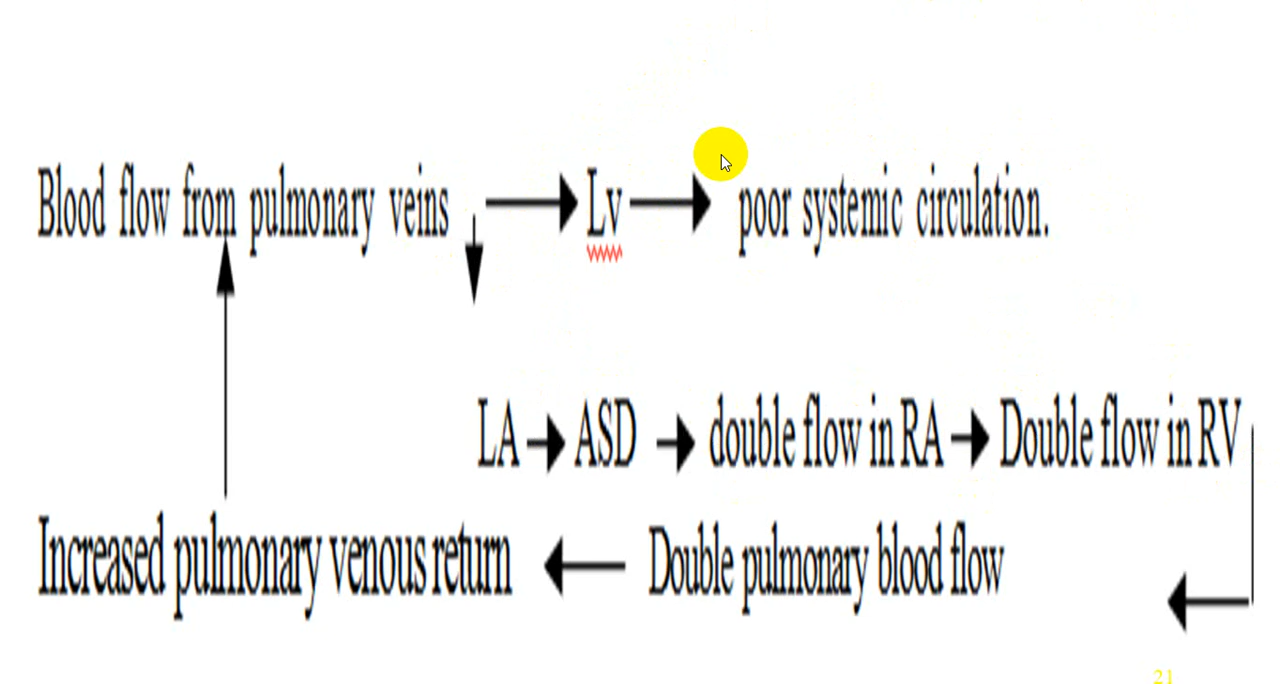 Blood flow from pulmonary veins Lv poor systemic circulation.
LA ASD double flow in RA Double flow in RV
Increased pulmonary venous return Double pulmonary blood flow
21